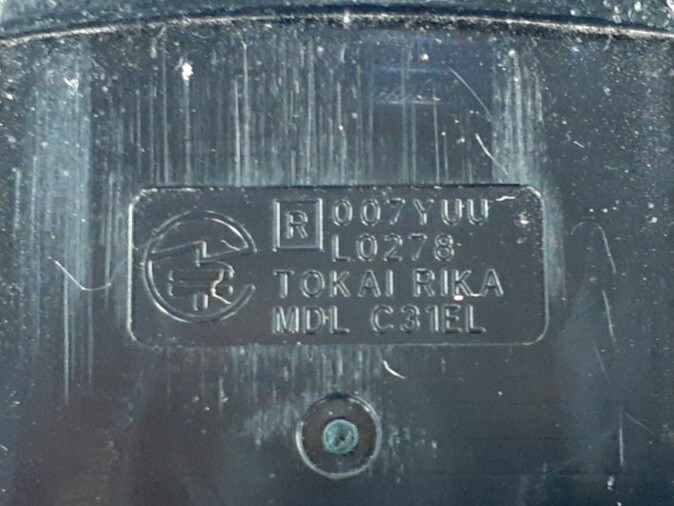 R 007YUU
L0278
TOKAI RIKA
MDL C31EL